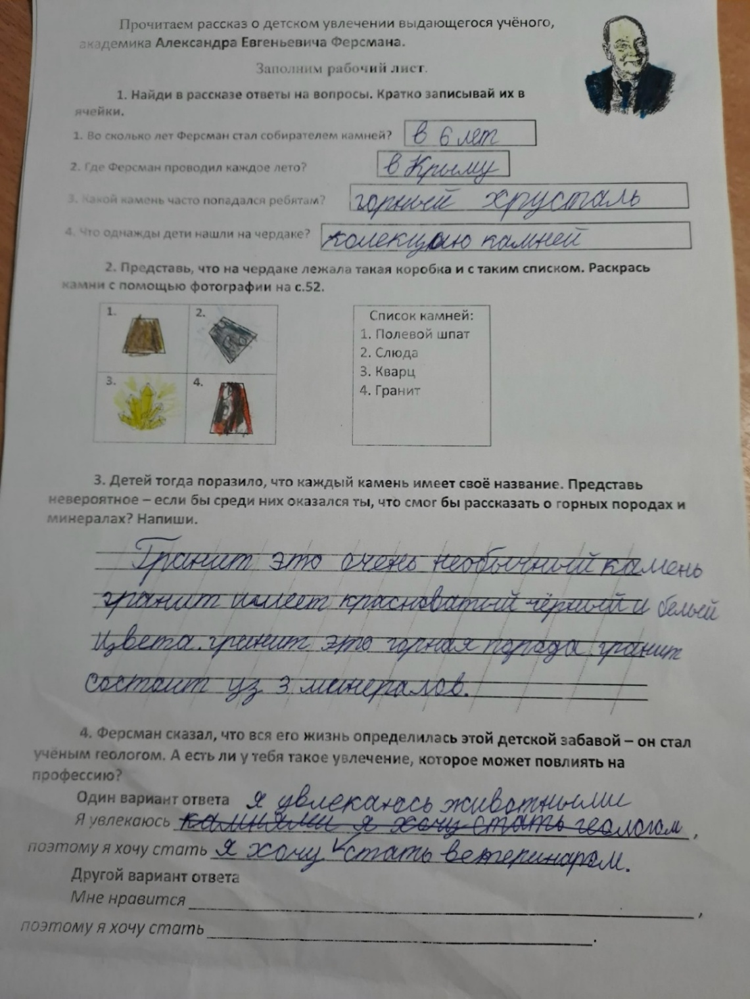 Прочитаем рассказ о детском увлечении выдающегося учёного,
академика Александра Евгеньевича Ферсмана.
Заполним рабочий лист.
1. Найди в рассказе ответы на вопросы. Кратко записывай их в
ячейки.
1. Во сколько лет Ферсман стал собирателем камней? в 6 лет
2. Где Ферсман проводил каждое лето? в Крыму
3. Какой камень часто попадался ребятам? горный хрусталь
4. Что однажды дети нашли на чердаке? колекцию камней
2. Представь, что на чердаке лежала такая коробка и с таким списком. Раскрась
камни с помощью фотографии на с.52.
1. 2.
3. 4.
Список камней:
1. Полевой шпат
2. Слюда
3. Кварц
4. Гранит
3. Детей тогда поразило, что каждый камень имеет своё название. Представь
невероятное – если бы среди них оказался ты, что смог бы рассказать о горных породах и
минералах? Напиши.
Гранит это очень необычный камень
гранит имеет красноватый чёрный и белый
цвета. гранит это горная порода гранит
состоит уз 3 минералов.
4. Ферсман сказал, что вся его жизнь определилась этой детской забавой – он стал
учёным геологом. А есть ли у тебя такое увлечение, которое может повлиять на
профессию?
Один вариант ответа я увлекаюсь животными
Я увлекаюсь камнями я хочу стать геологом,
поэтому я хочу стать я хочу стать ветеринаром.
Другой вариант ответа
Мне нравится ,
поэтому я хочу стать .